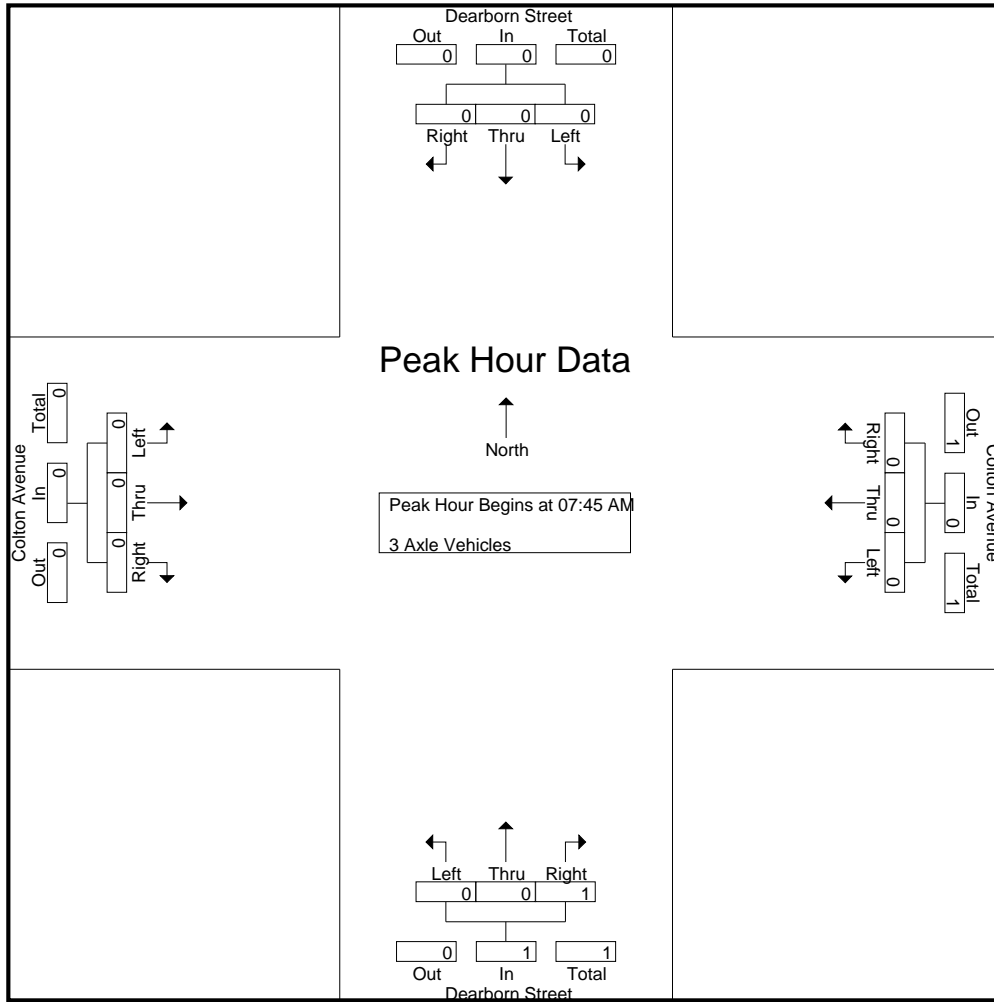 Dearborn Street
Out In Total
0 0 0
0 0 0
Right Thru Left
Peak Hour Data
North
Peak Hour Begins at 07:45 AM
3 Axle Vehicles
Colton Avenue
Total In Out
0 0 0
0 0 0
Left Thru Right
Colton Avenue
Out In Total
1 0 1
0 0 0
Right Thru Left
Left Thru Right
0 0 1
0 1 1
Out In Total
Dearborn Street